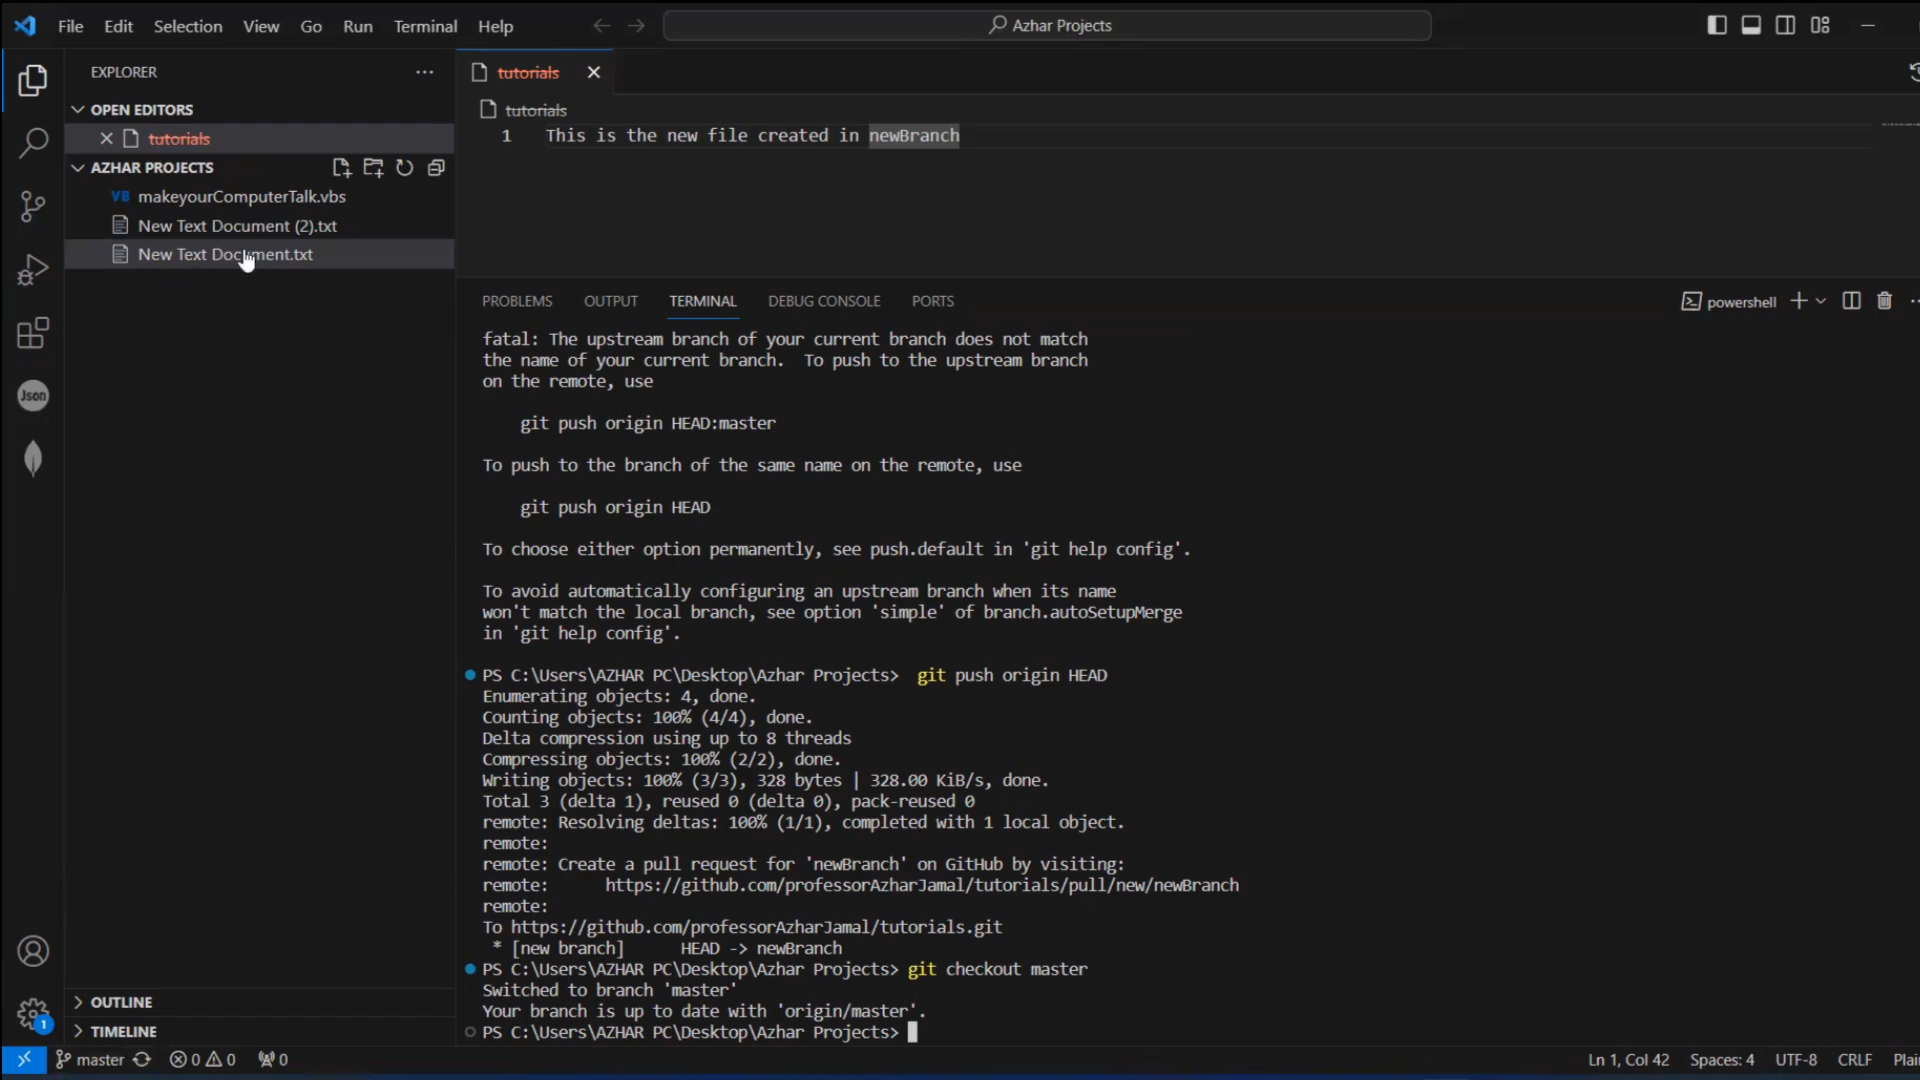 File Edit Selection View Go Run Terminal Help
Azhar Projects
EXPLORER
OPEN EDITORS
tutorials
AZHAR PROJECTS
VB makeyourComputerTalk.vbs
New Text Document (2).txt
New Text Document.txt
OUTLINE
TIMELINE
Json
1
tutorials
tutorials
1 This is the new file created in newBranch
PROBLEMS OUTPUT TERMINAL DEBUG CONSOLE PORTS
powershell
fatal: The upstream branch of your current branch does not match
the name of your current branch. To push to the upstream branch
on the remote, use
git push origin HEAD:master
To push to the branch of the same name on the remote, use
git push origin HEAD
To choose either option permanently, see push.default in 'git help config'.
To avoid automatically configuring an upstream branch when its name
won't match the local branch, see option 'simple' of branch.autoSetupMerge
in 'git help config'.
PS C:\Users\AZHAR PC\Desktop\Azhar Projects> git push origin HEAD
Enumerating objects: 4, done.
Counting objects: 100% (4/4), done.
Delta compression using up to 8 threads
Compressing objects: 100% (2/2), done.
Writing objects: 100% (3/3), 328 bytes | 328.00 KiB/s, done.
Total 3 (delta 1), reused 0 (delta 0), pack-reused 0
remote: Resolving deltas: 100% (1/1), completed with 1 local object.
remote:
remote: Create a pull request for 'newBranch' on GitHub by visiting:
remote: https://github.com/professorAzharJamal/tutorials/pull/new/newBranch
remote:
To https://github.com/professorAzharJamal/tutorials.git
* [new branch] HEAD -> newBranch
PS C:\Users\AZHAR PC\Desktop\Azhar Projects> git checkout master
Switched to branch 'master'
Your branch is up to date with 'origin/master'.
PS C:\Users\AZHAR PC\Desktop\Azhar Projects>
master 0 0 0 Ln 1, Col 42 Spaces: 4 UTF-8 CRLF Plai